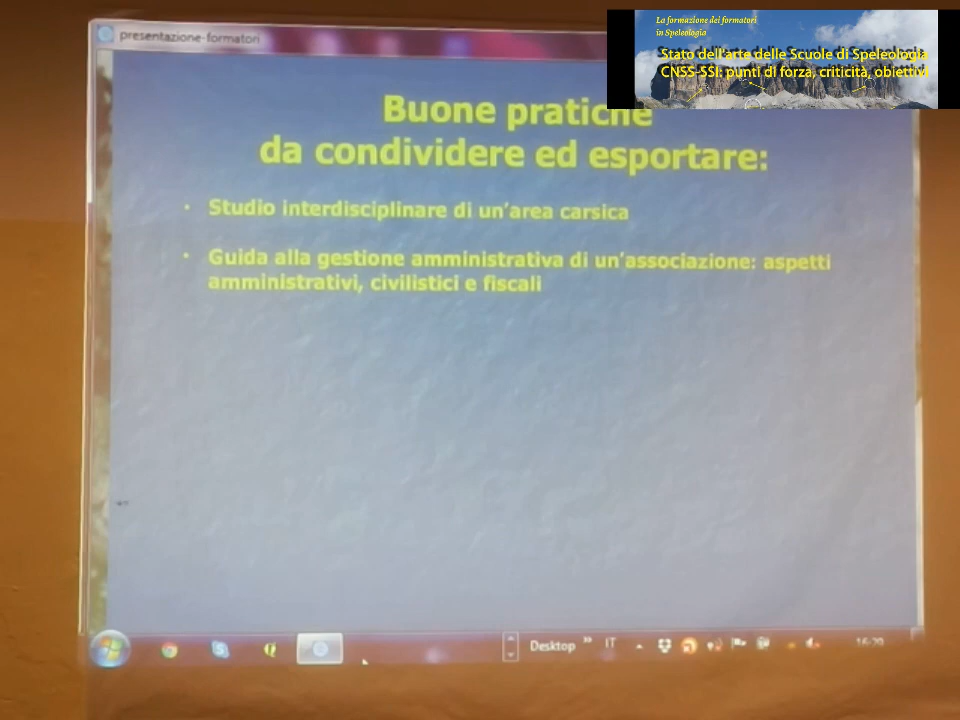 presentazione-formatori
La formazione dei formatori
in Speleologia
Stato dell'arte delle Scuole di Speleologia
CNSS-SSI: punti di forza, criticità, obiettivi
Buone pratiche
da condividere ed esportare:
• Studio interdisciplinare di un'area carsica
• Guida alla gestione amministrativa di un'associazione: aspetti
amministrativi, civilistici e fiscali
Desktop » IT